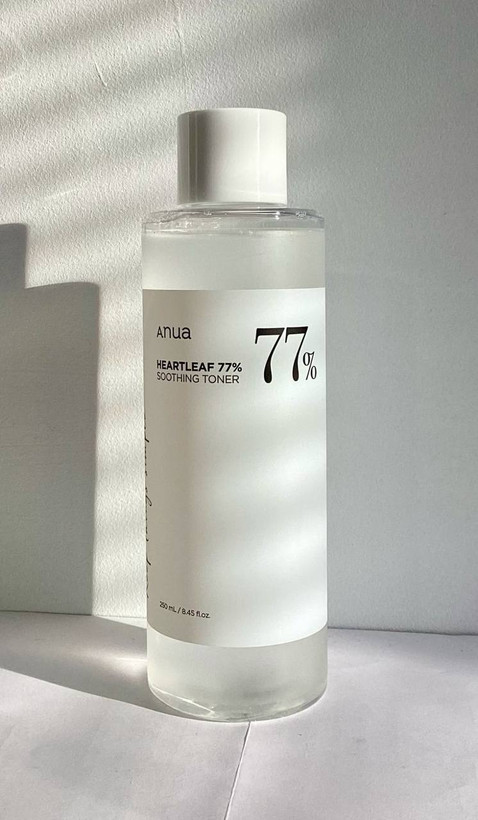 Anua
77%
HEARTLEAF 77%
SOOTHING TONER
250 mL / 8.45 fl.oz.